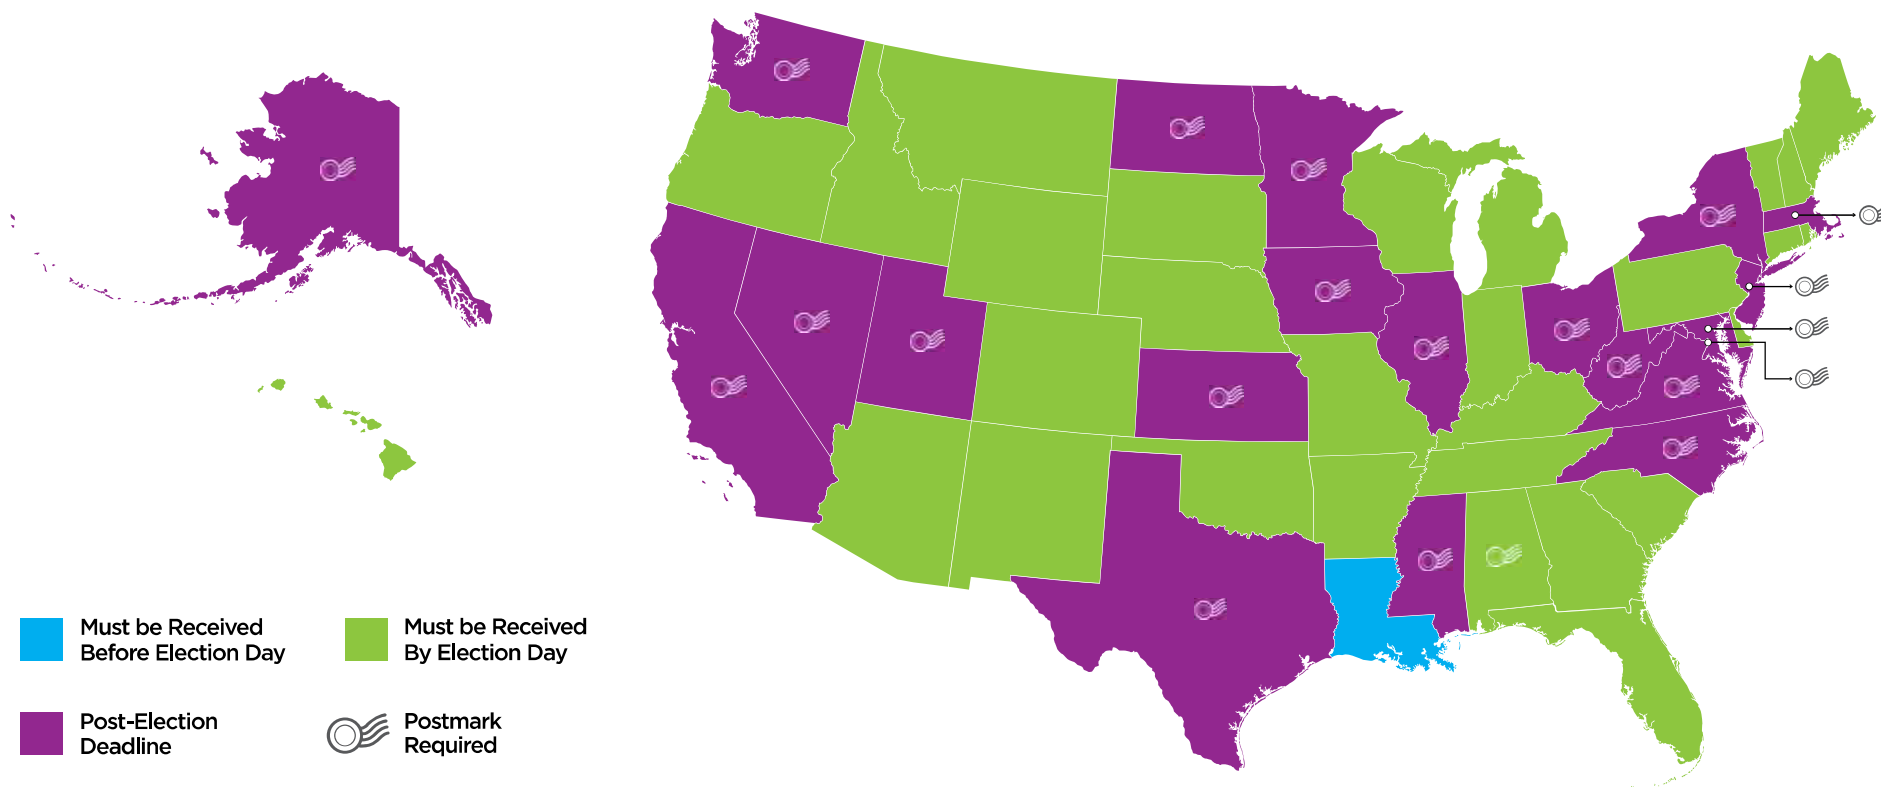 Must be Received
Before Election Day
Must be Received
By Election Day
Post-Election
Deadline
Postmark
Required